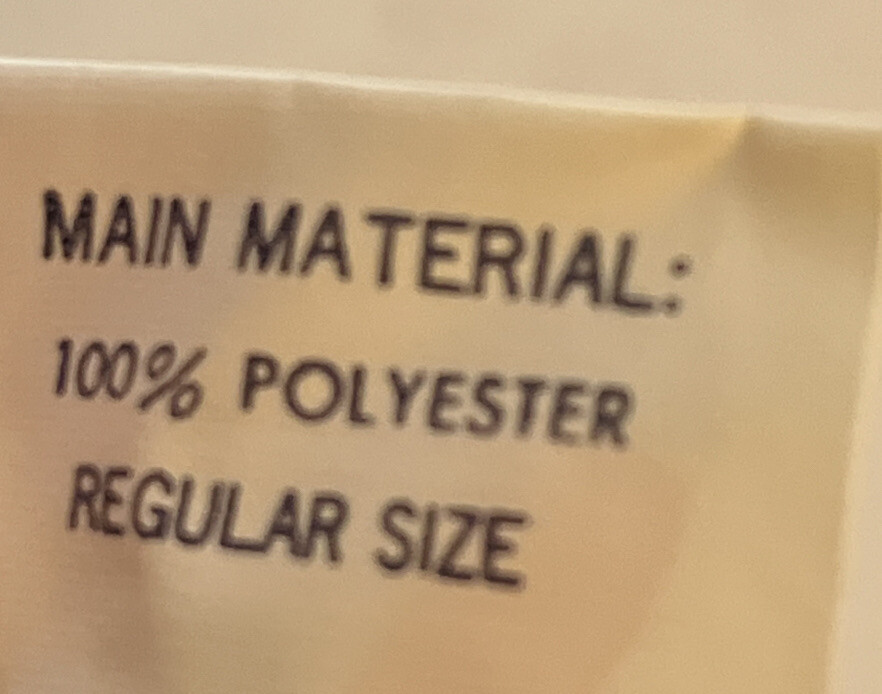 MAIN MATERIAL:
100% POLYESTER
REGULAR SIZE